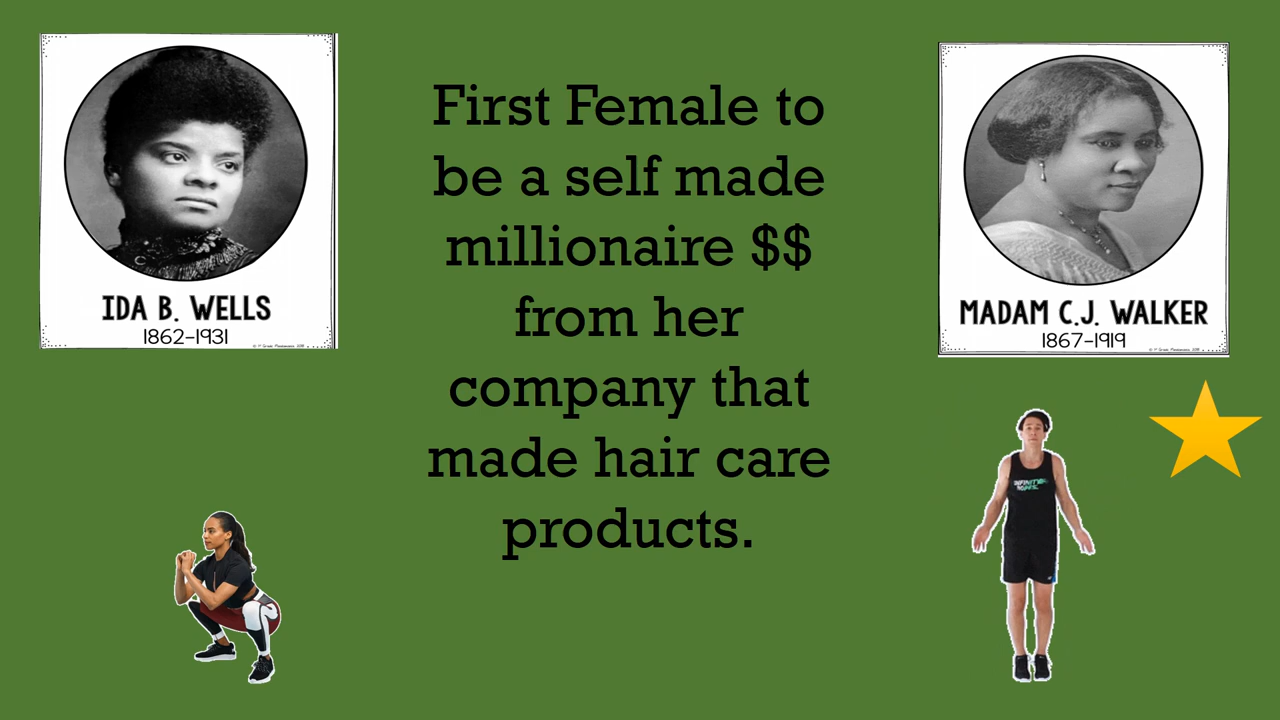 First Female to
be a self made
millionaire $$
from her
company that
made hair care
products.
IDA B. WELLS
1862-1931
MADAM C.J. WALKER
1867-1919